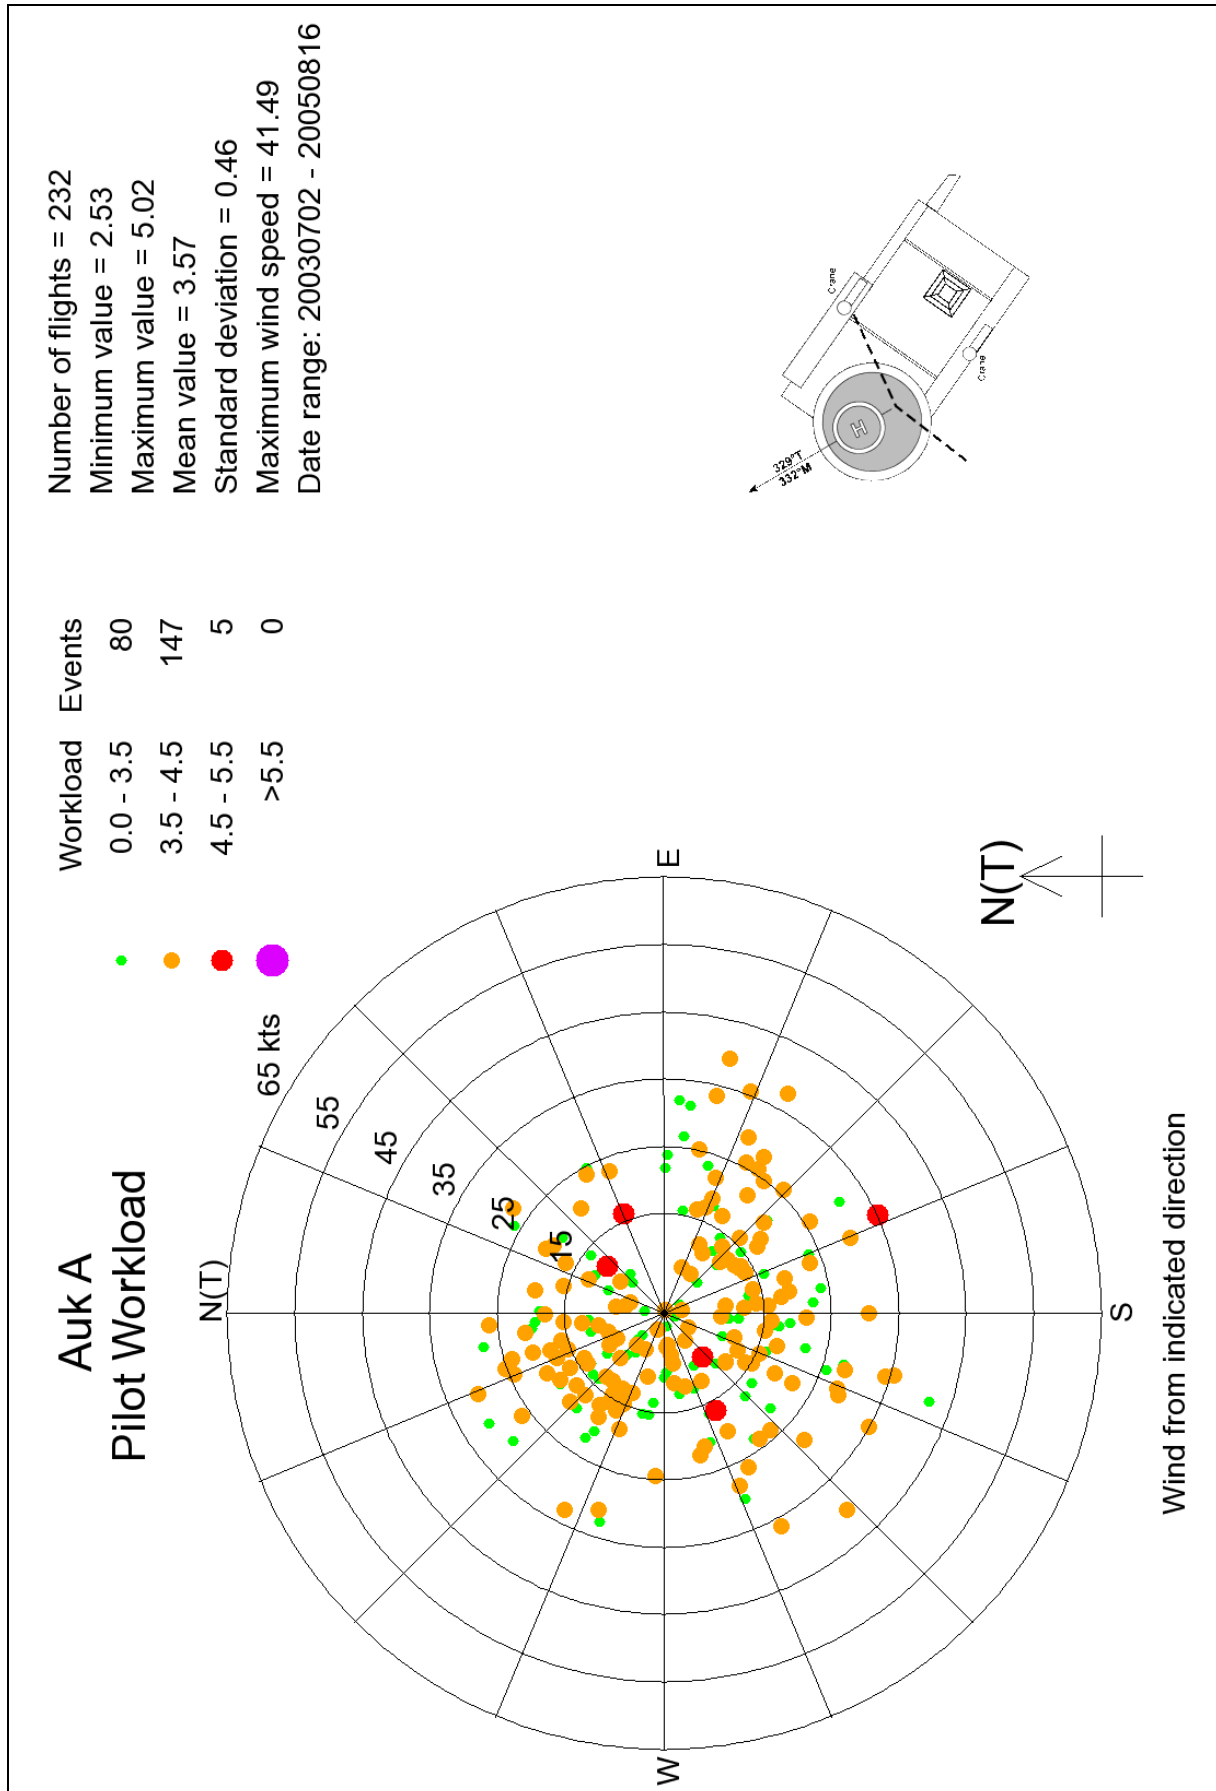 Auk A
Pilot Workload
Workload Events
0.0 - 3.5 80
3.5 - 4.5 147
4.5 - 5.5 5
>5.5 0
Number of flights = 232
Minimum value = 2.53
Maximum value = 5.02
Mean value = 3.57
Standard deviation = 0.46
Maximum wind speed = 41.49
Date range: 20030702 - 20050816
N(T)
65 kts
55
45
35
25
15
W
E
S
N(T)
Wind from indicated direction
329°T
332°M
H
Crane
Crane